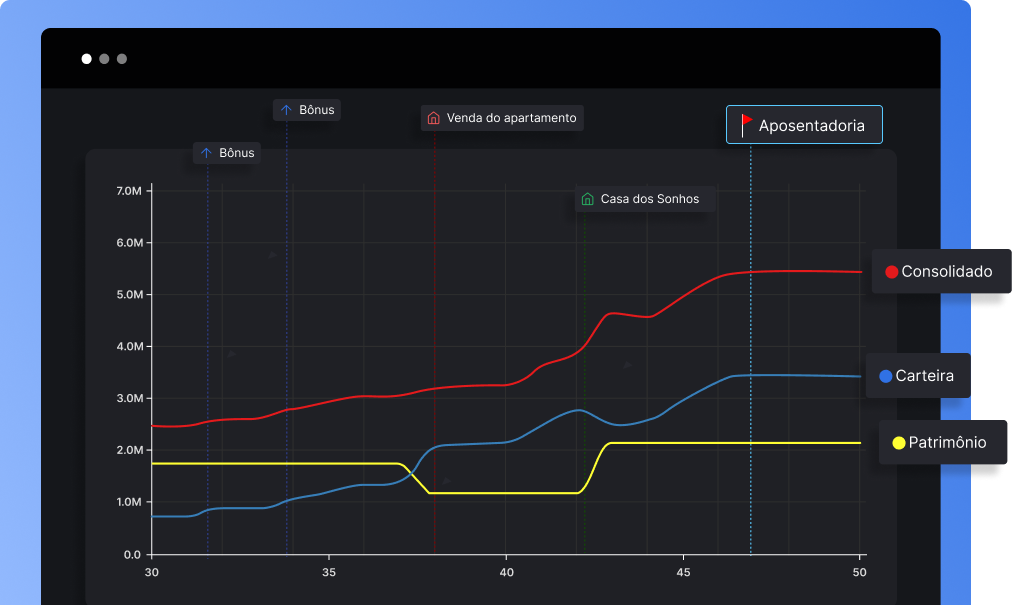 Bônus
Venda do apartamento
Aposentadoria
Bônus
7.0M
Casa dos Sonhos
6.0M
Consolidado
5.0M
4.0M
Carteira
3.0M
Patrimônio
2.0M
1.0M
0.0
30 35 40 45 50